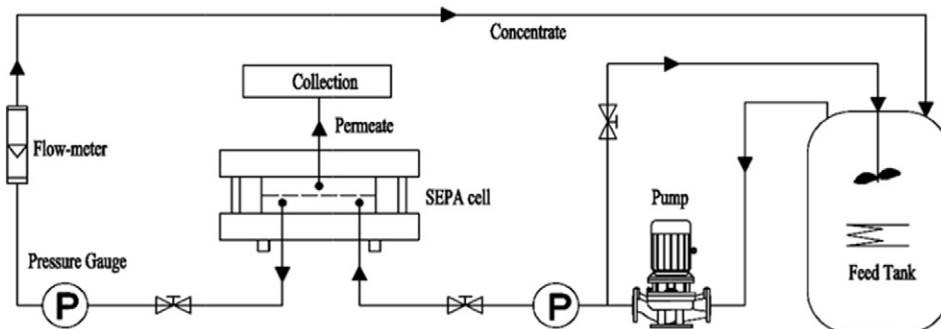 Concentrate
Collection
Permeate
Flow-meter
SEPA cell
Pump
Pressure Gauge
Feed Tank
P
P